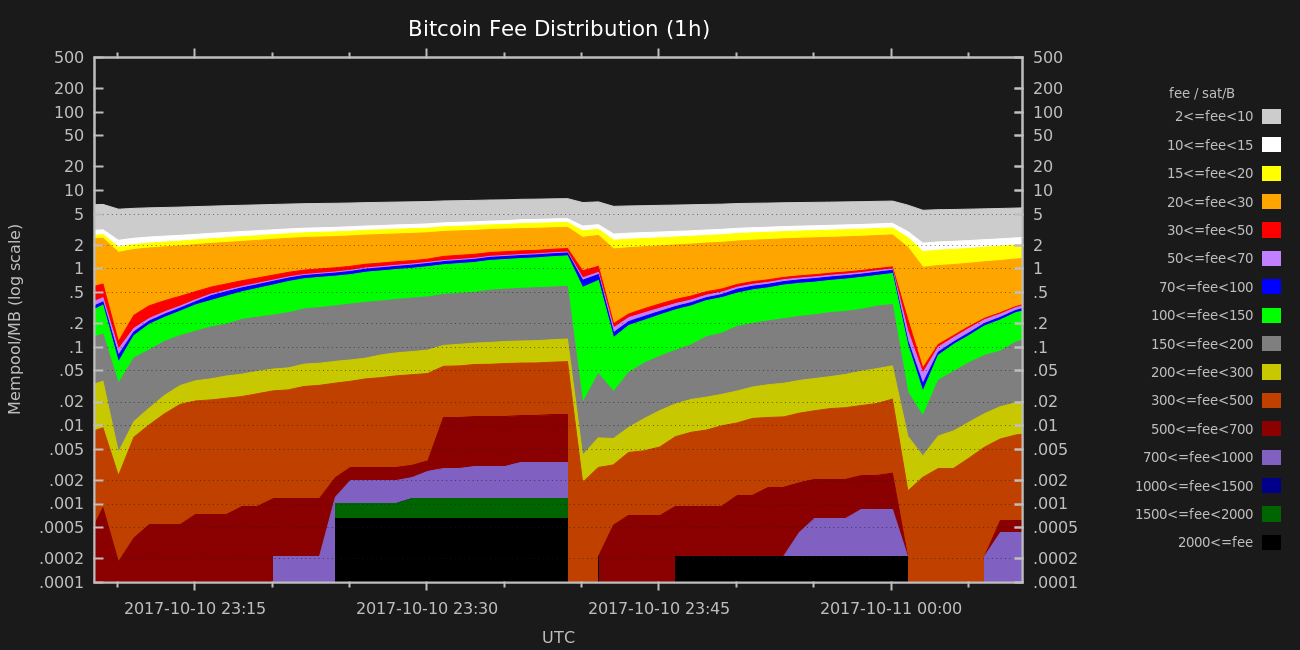 Bitcoin Fee Distribution (1h)
500 500
200 200
100 100
50 50
20 20
10 10
5 5
2 2
1 1
.5 .5
.2 .2
.1 .1
.05 .05
.02 .02
.01 .01
.005 .005
.002 .002
.001 .001
.0005 .0005
.0002 .0002
.0001 .0001
Mempool/MB (log scale)
2017-10-10 23:15 2017-10-10 23:30 2017-10-10 23:45 2017-10-11 00:00
UTC
fee / sat/B
2<=fee<10
10<=fee<15
15<=fee<20
20<=fee<30
30<=fee<50
50<=fee<70
70<=fee<100
100<=fee<150
150<=fee<200
200<=fee<300
300<=fee<500
500<=fee<700
700<=fee<1000
1000<=fee<1500
1500<=fee<2000
2000<=fee